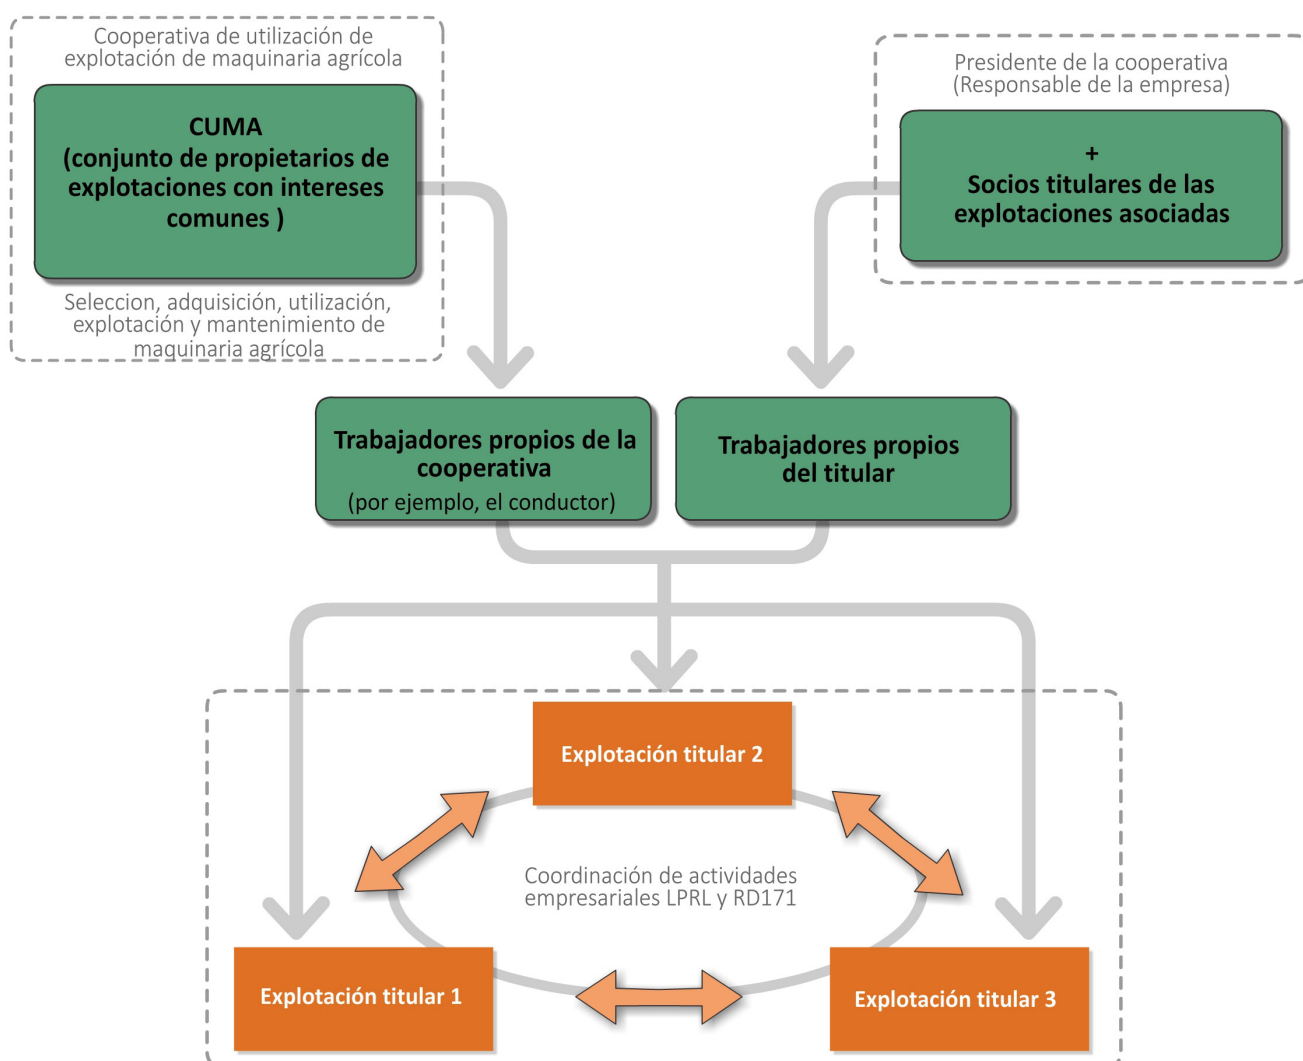 Cooperativa de utilización de
explotación de maquinaria agrícola
CUMA
(conjunto de propietarios de
explotaciones con intereses
comunes )
Seleccion, adquisición, utilización,
explotación y mantenimiento de
maquinaria agrícola
Presidente de la cooperativa
(Responsable de la empresa)
+
Socios titulares de las
explotaciones asociadas
Trabajadores propios de la
cooperativa
(por ejemplo, el conductor)
Trabajadores propios
del titular
Explotación titular 2
Coordinación de actividades
empresariales LPRL y RD171
Explotación titular 1
Explotación titular 3